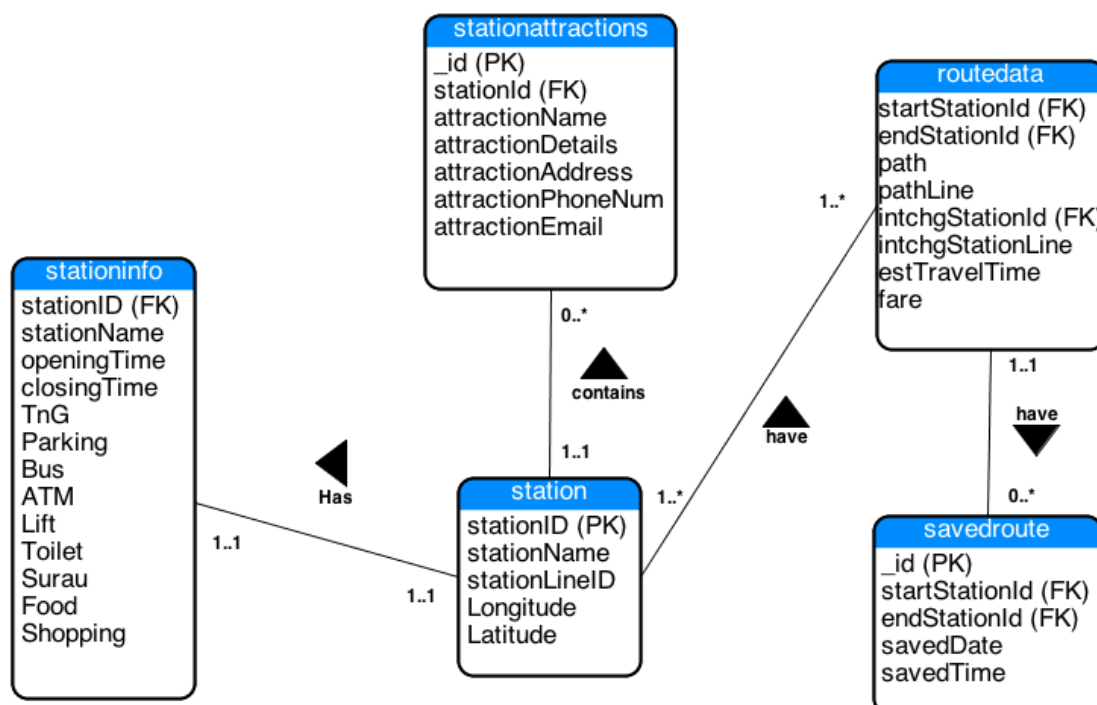 stationattractions
_id (PK)
stationId (FK)
attractionName
attractionDetails
attractionAddress
attractionPhoneNum
attractionEmail
routedata
startStationId (FK)
endStationId (FK)
path
pathLine
intchgStationId (FK)
intchgStationLine
estTravelTime
fare
stationinfo
stationID (FK)
stationName
openingTime
closingTime
TnG
Parking
Bus
ATM
Lift
Toilet
Surau
Food
Shopping
0..*
contains
1..1
1..*
have
1..*
1..1
have
0..*
Has
1..1
1..1
station
stationID (PK)
stationName
stationLineID
Longitude
Latitude
savedroute
_id (PK)
startStationId (FK)
endStationId (FK)
savedDate
savedTime